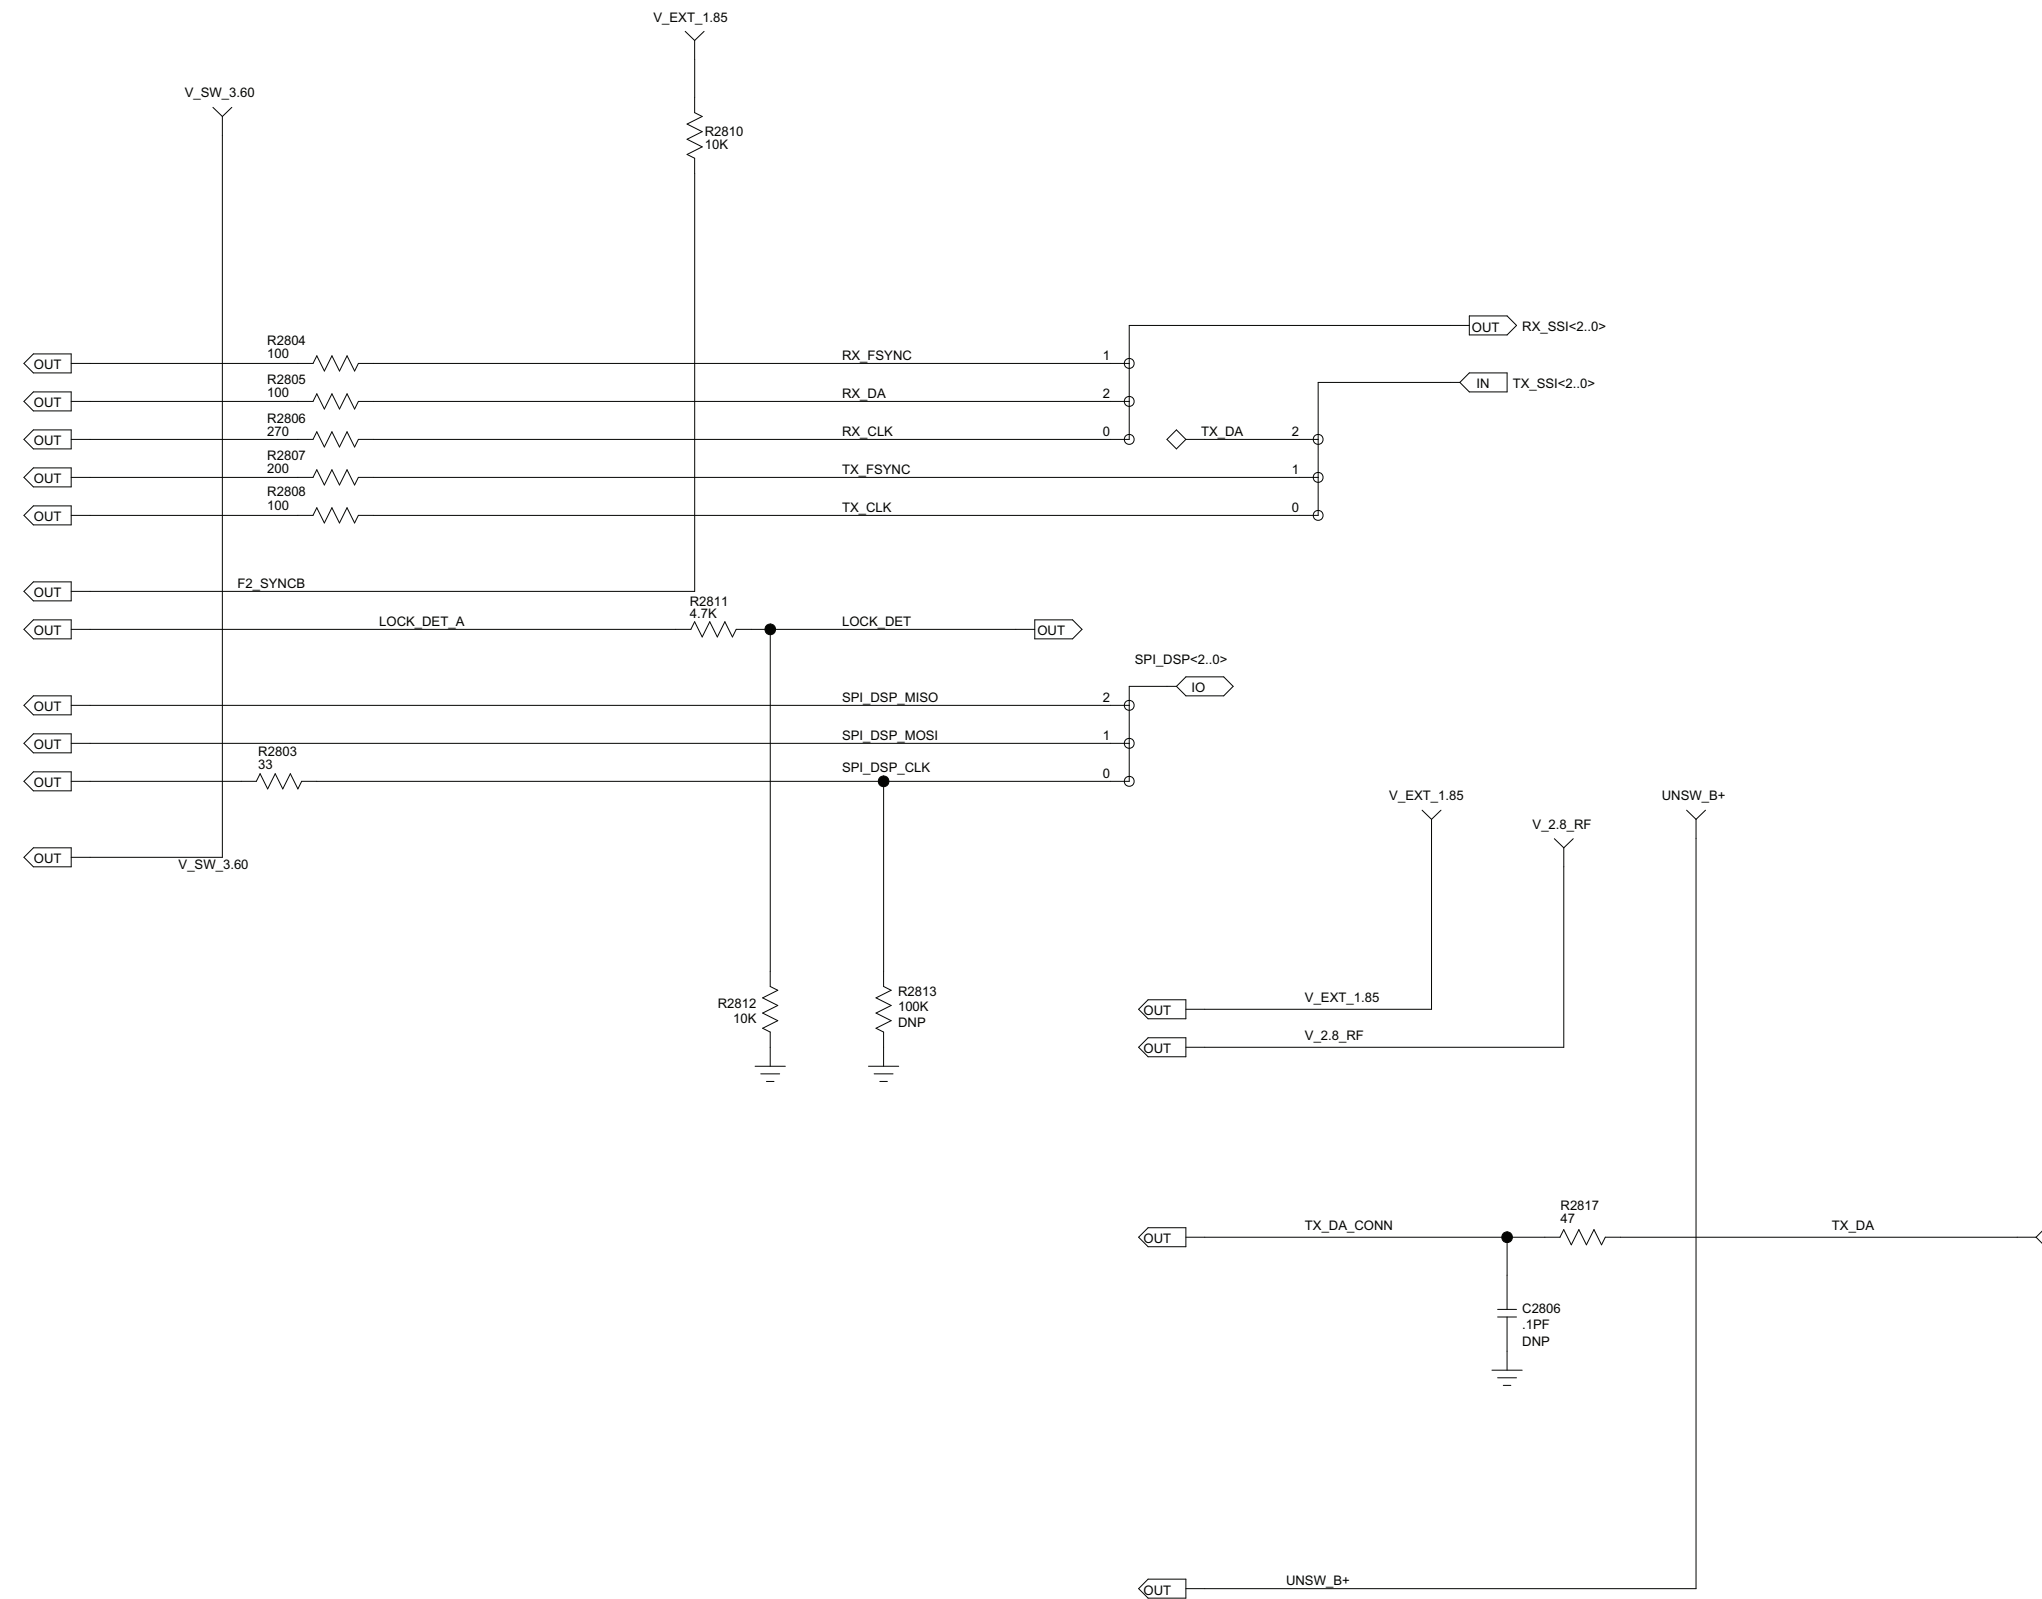 V_EXT_1.85
V_SW_3.60
R2810
10K
OUT RX_SSI<2..0>
R2804
100
OUT RX_FSYNC 1
IN TX_SSI<2..0>
R2805
100
OUT RX_DA 2
R2806
270
OUT RX_CLK 0 TX_DA 2
R2807
200
OUT TX_FSYNC 1
R2808
100
OUT TX_CLK 0
OUT F2_SYNCB
R2811
4.7K
OUT LOCK_DET_A LOCK_DET OUT
SPI_DSP<2..0>
IO
OUT SPI_DSP_MISO 2
OUT SPI_DSP_MOSI 1
R2803
33
OUT SPI_DSP_CLK 0
V_EXT_1.85 UNSW_B+
V_2.8_RF
OUT V_SW_3.60
R2812
10K
R2813
100K
DNP
OUT V_EXT_1.85
OUT V_2.8_RF
R2817
47
OUT TX_DA_CONN TX_DA
C2806
.1PF
DNP
OUT UNSW_B+